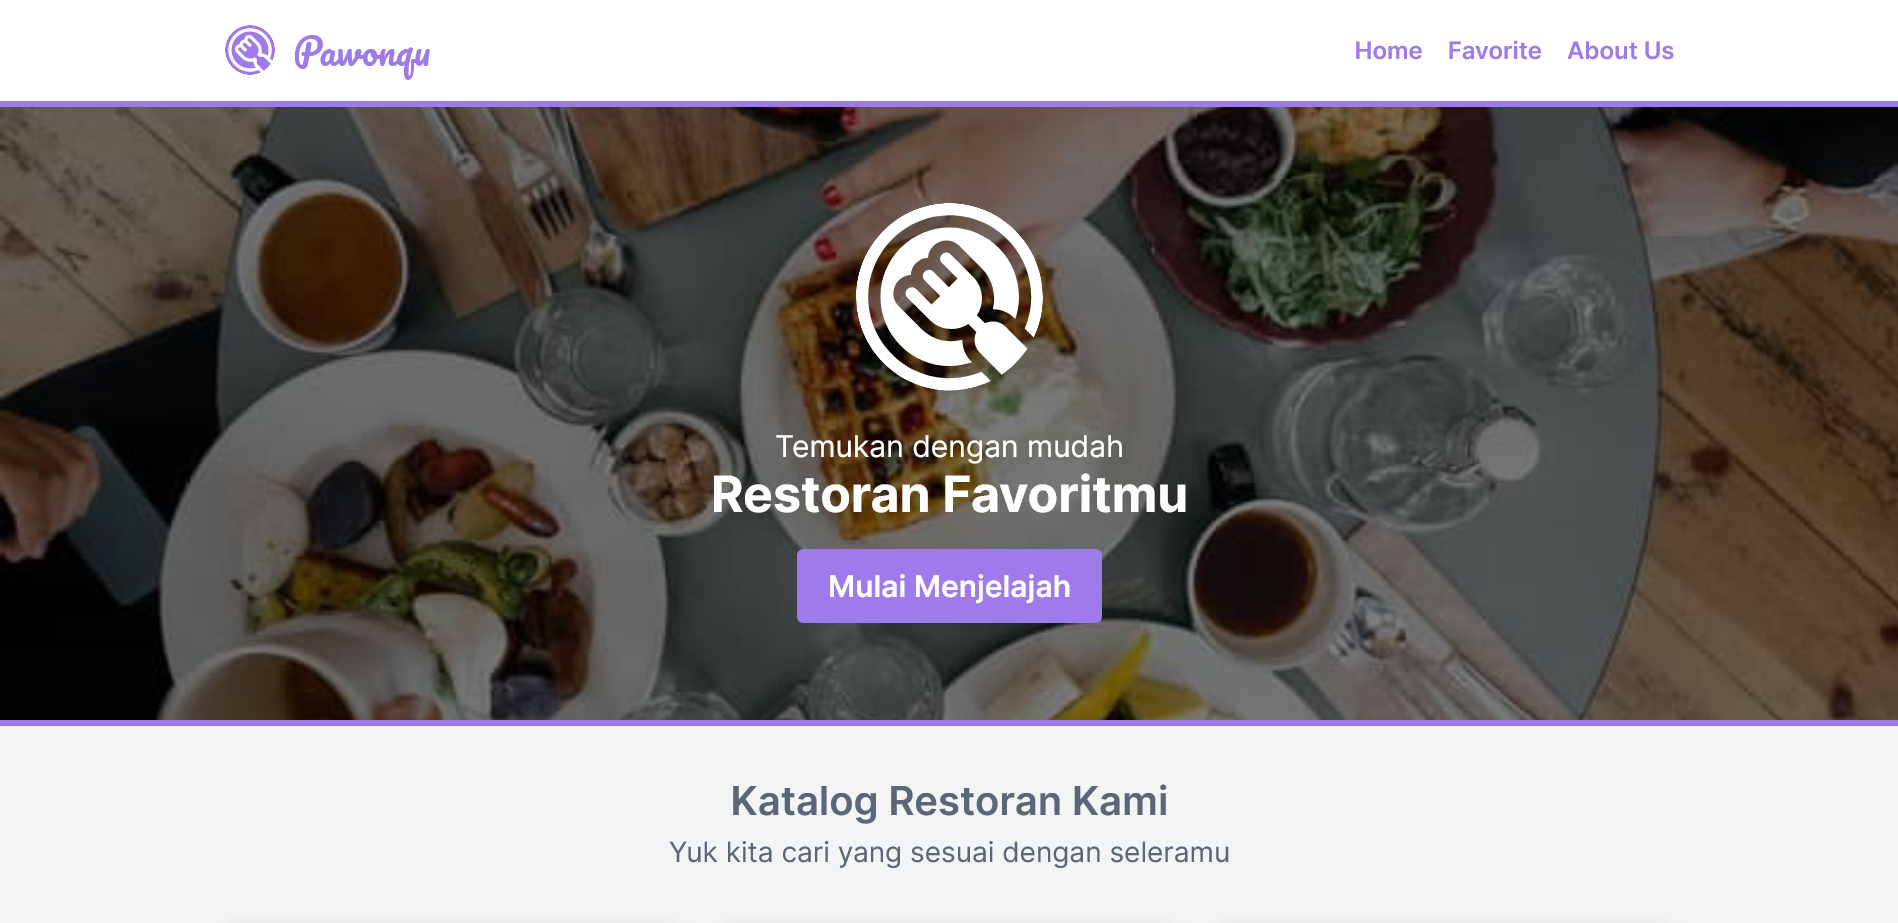 Pawonqu
Home Favorite About Us
Temukan dengan mudah
Restoran Favoritmu
Mulai Menjelajah
Katalog Restoran Kami
Yuk kita cari yang sesuai dengan seleramu